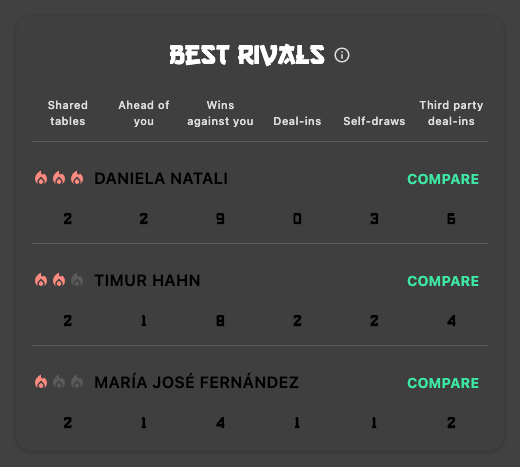 BEST RIVALS
Shared tables Ahead of you Wins against you Deal-ins Self-draws Third party deal-ins
DANIELA NATALI COMPARE
2 2 9 0 3 6
TIMUR HAHN COMPARE
2 1 8 2 2 4
MARÍA JOSÉ FERNÁNDEZ COMPARE
2 1 4 1 1 2